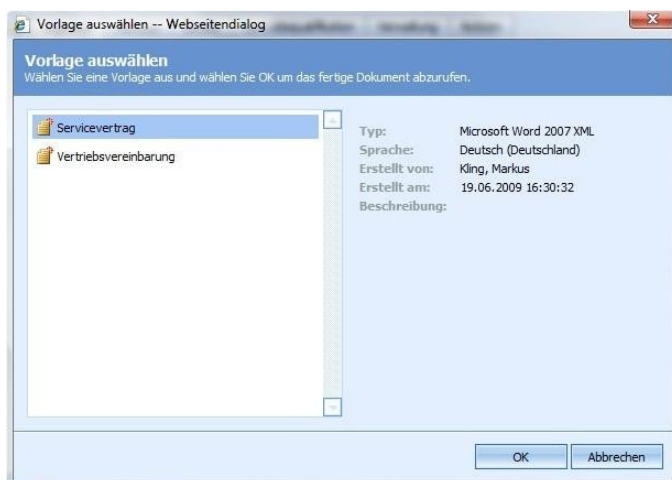 Vorlage auswählen -- Webseitendialog
Vorlage auswählen
Wählen Sie eine Vorlage aus und wählen Sie OK um das fertige Dokument abzurufen.
Servicevertrag
Vertriebsvereinbarung
Typ: Microsoft Word 2007 XML
Sprache: Deutsch (Deutschland)
Erstellt von: Kling, Markus
Erstellt am: 19.06.2009 16:30:32
Beschreibung:
OK Abbrechen